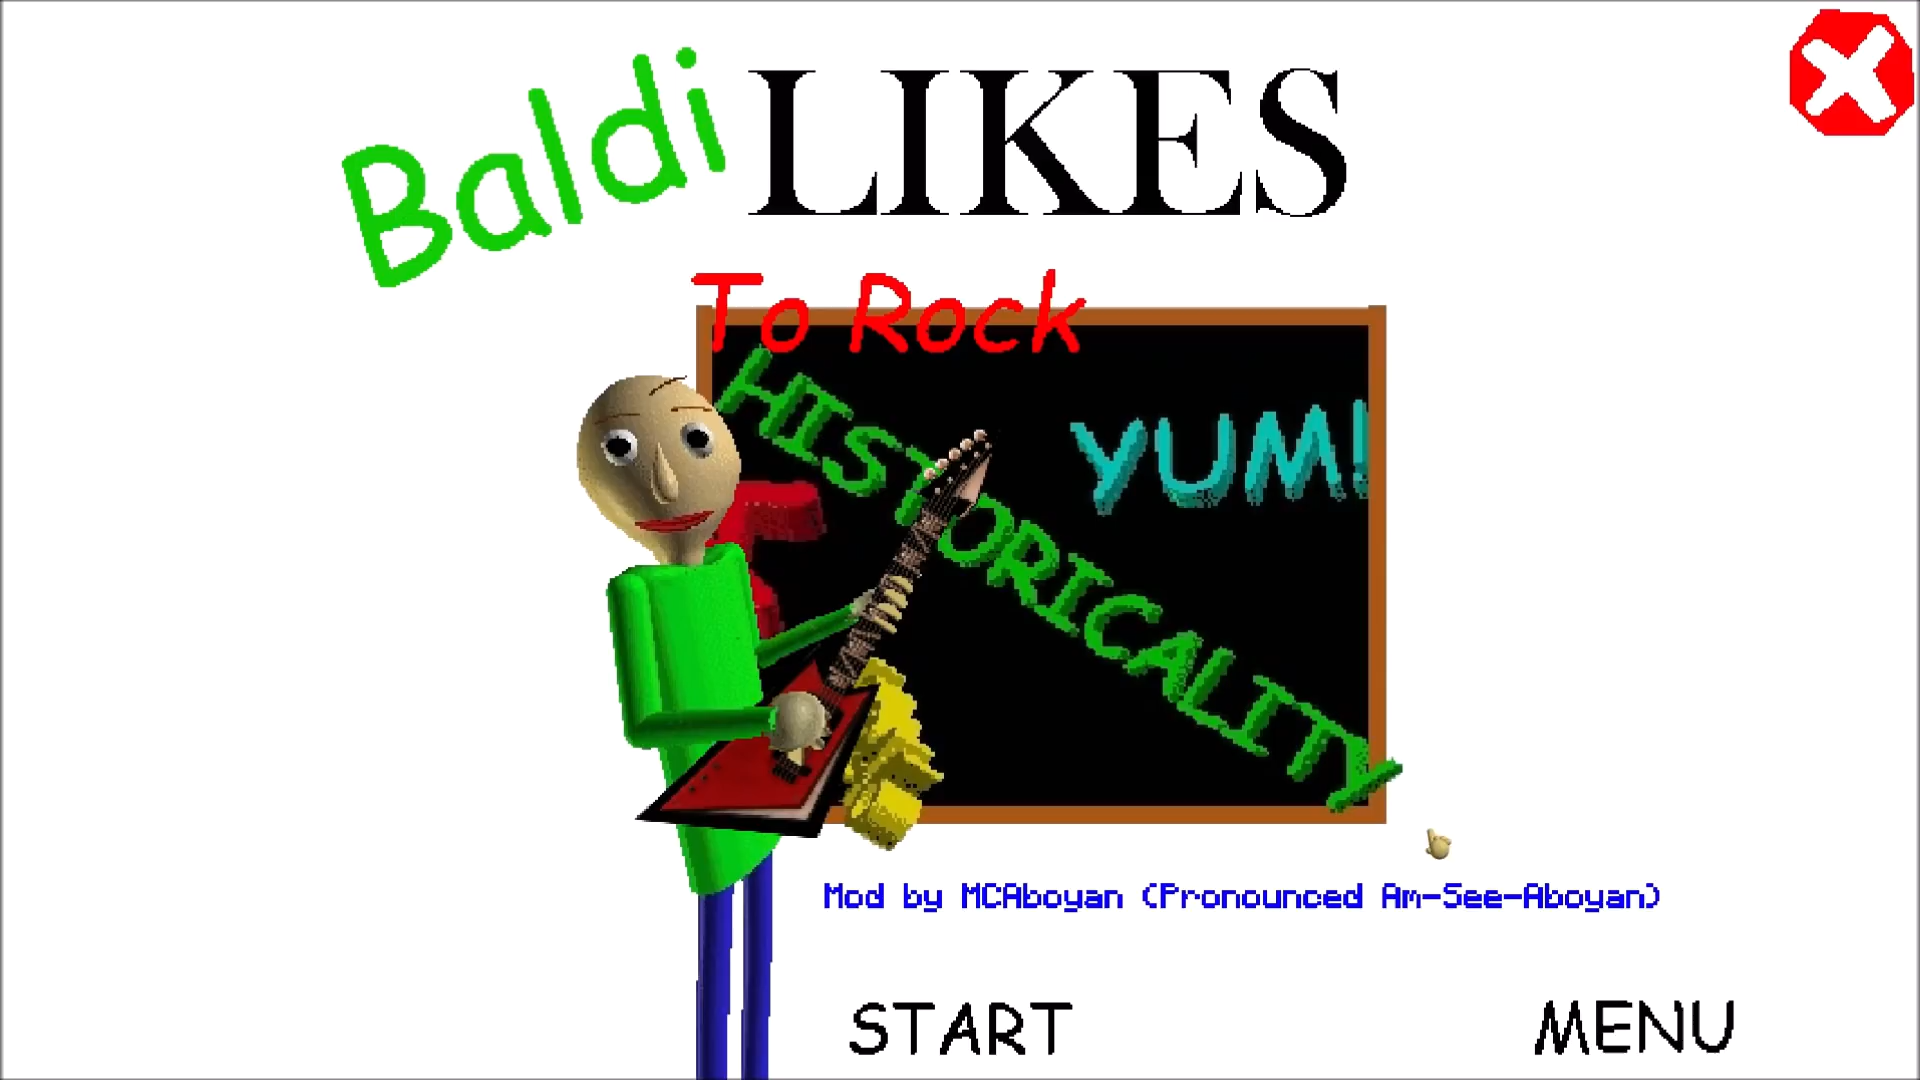 Baldi LIKES
To Rock
HISTORICALITY
YUM!
Mod by MCAboyan (Pronounced Am-See-Aboyan)
START
MENU